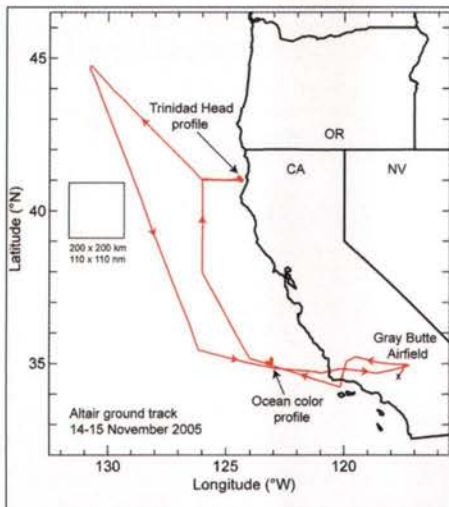 45
40
35
Latitude (°N)
Trinidad Head
profile
OR
CA
NV
200 x 200 km
110 x 110 nm
Gray Butte
Airfield
x
Ocean color
profile
Altair ground track
14-15 November 2005
130
125
120
Longitude (°W)